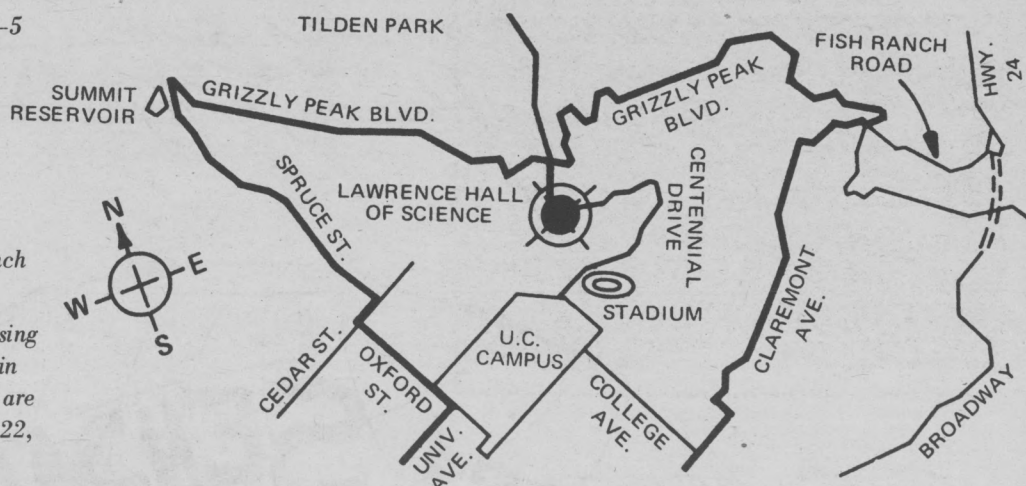 –5
TILDEN PARK
FISH RANCH
ROAD
HWY.
24
SUMMIT
RESERVOIR
GRIZZLY PEAK BLVD.
GRIZZLY PEAK
BLVD.
SPRUCE ST.
LAWRENCE HALL
OF SCIENCE
CENTENNIAL
DRIVE
N
E
W
S
nch
sing
in
are
22,
STADIUM
U.C.
CAMPUS
CLAREMONT
AVE.
CEDAR ST.
OXFORD
ST.
UNIV.
AVE.
COLLEGE
AVE.
BROADWAY